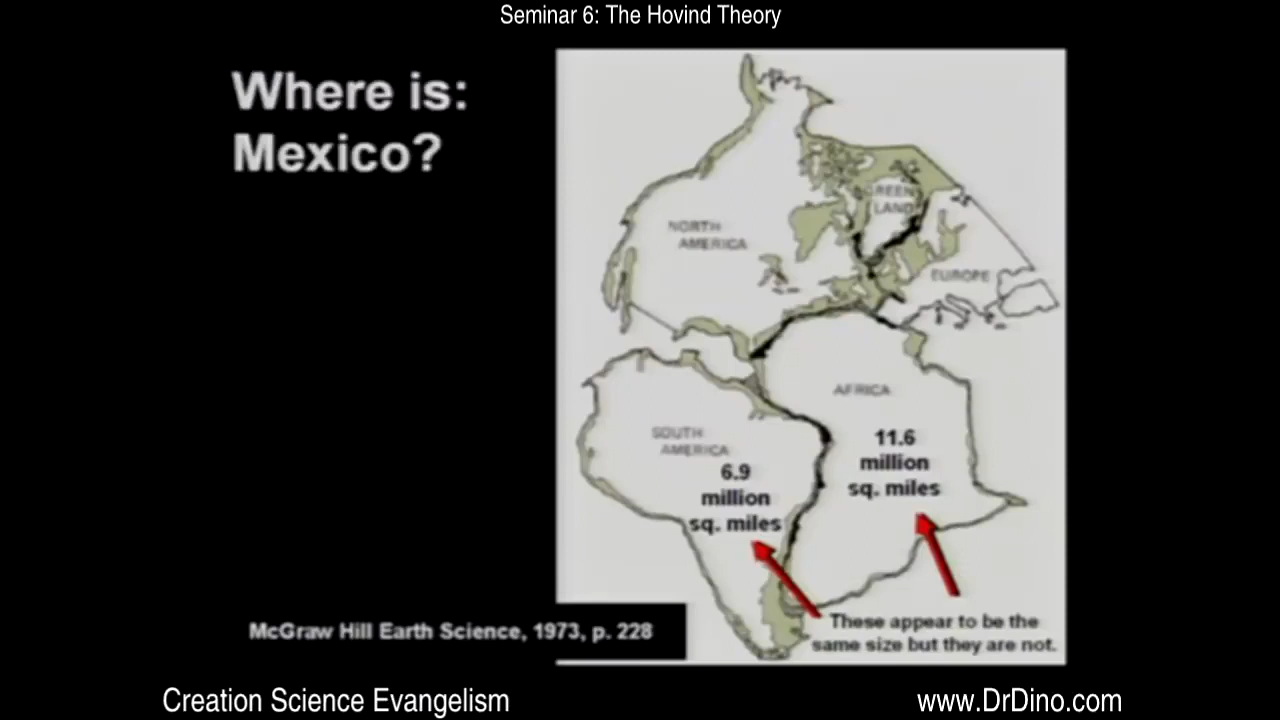 Seminar 6: The Hovind Theory
Where is:
Mexico?
GREEN
LAND
NORTH
AMERICA
EUROPE
AFRICA
11.6
million
sq. miles
SOUTH
AMERICA
6.9
million
sq. miles
These appear to be the
same size but they are not.
McGraw Hill Earth Science, 1973, p. 228
Creation Science Evangelism
www.DrDino.com